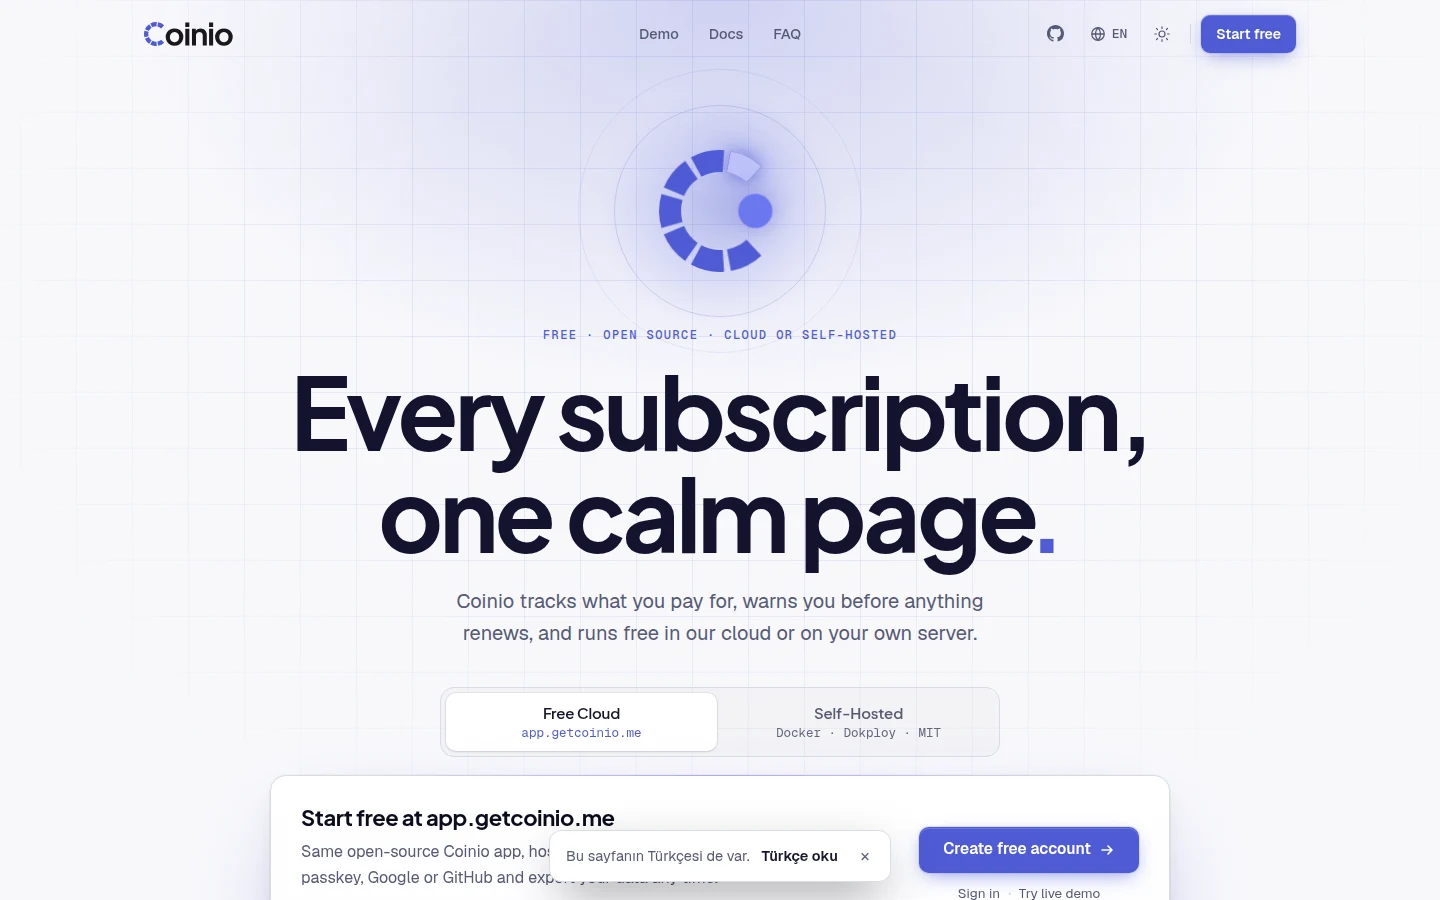 Coinio
Demo Docs FAQ
EN
Start free
FREE · OPEN SOURCE · CLOUD OR SELF-HOSTED
Every subscription,
one calm page.
Coinio tracks what you pay for, warns you before anything
renews, and runs free in our cloud or on your own server.
Free Cloud
app.getcoinio.me
Self-Hosted
Docker · Dokploy · MIT
Start free at app.getcoinio.me
Same open-source Coinio app,
passkey, Google or GitHub and
Create free account →
Sign in · Try live demo
Bu sayfanın Türkçesi de var. Türkçe oku ×